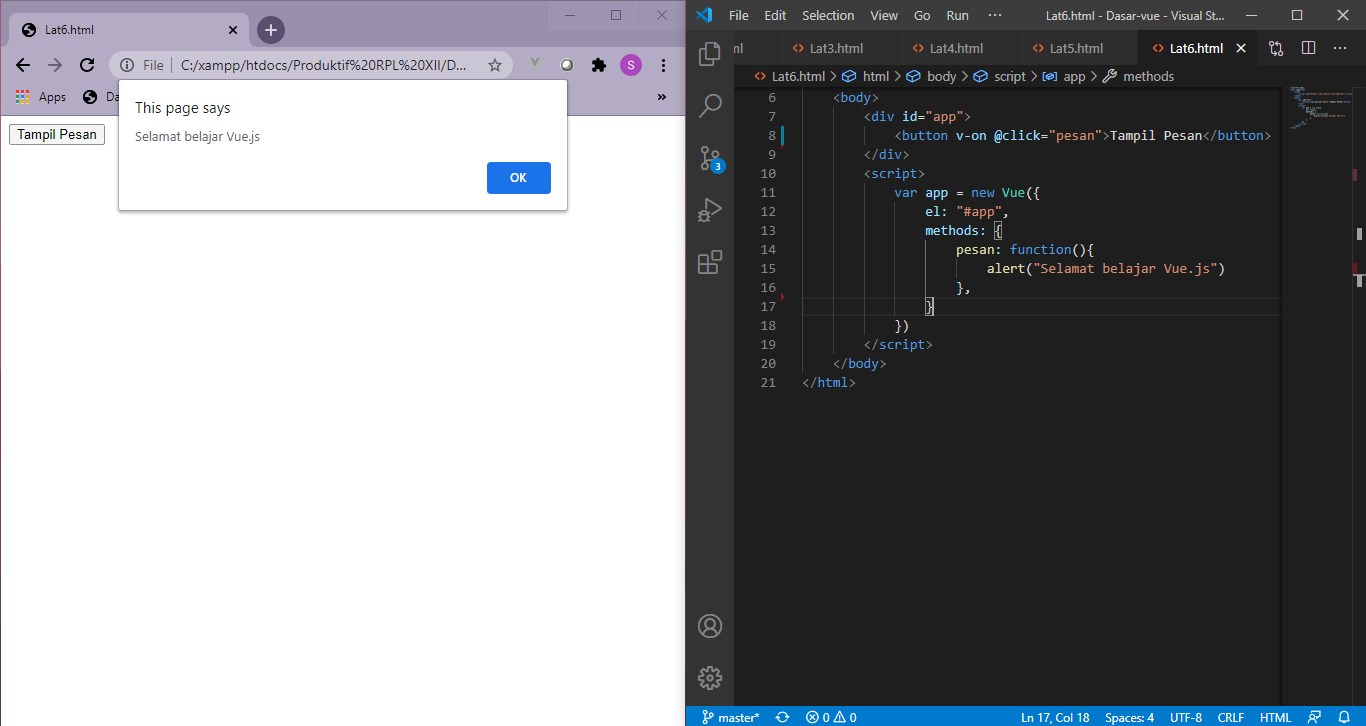 Lat6.html
File | C:/xampp/htdocs/Produktif%20RPL%20XII/D...
S
Apps
Da
»
This page says
Selamat belajar Vue.js
OK
Tampil Pesan
File Edit Selection View Go Run ··· Lat6.html - Dasar-vue - Visual St...
ml Lat3.html Lat4.html Lat5.html Lat6.html
Lat6.html > html > body > script > app > methods
3
6 <body>
7 <div id="app">
8 <button v-on @click="pesan">Tampil Pesan</button>
9 </div>
10 <script>
11 var app = new Vue({
12 el: "#app",
13 methods: {
14 pesan: function(){
15 alert("Selamat belajar Vue.js")
16 },
17 }
18 })
19 </script>
20 </body>
21 </html>
master* 0 0 Ln 17, Col 18 Spaces: 4 UTF-8 CRLF HTML